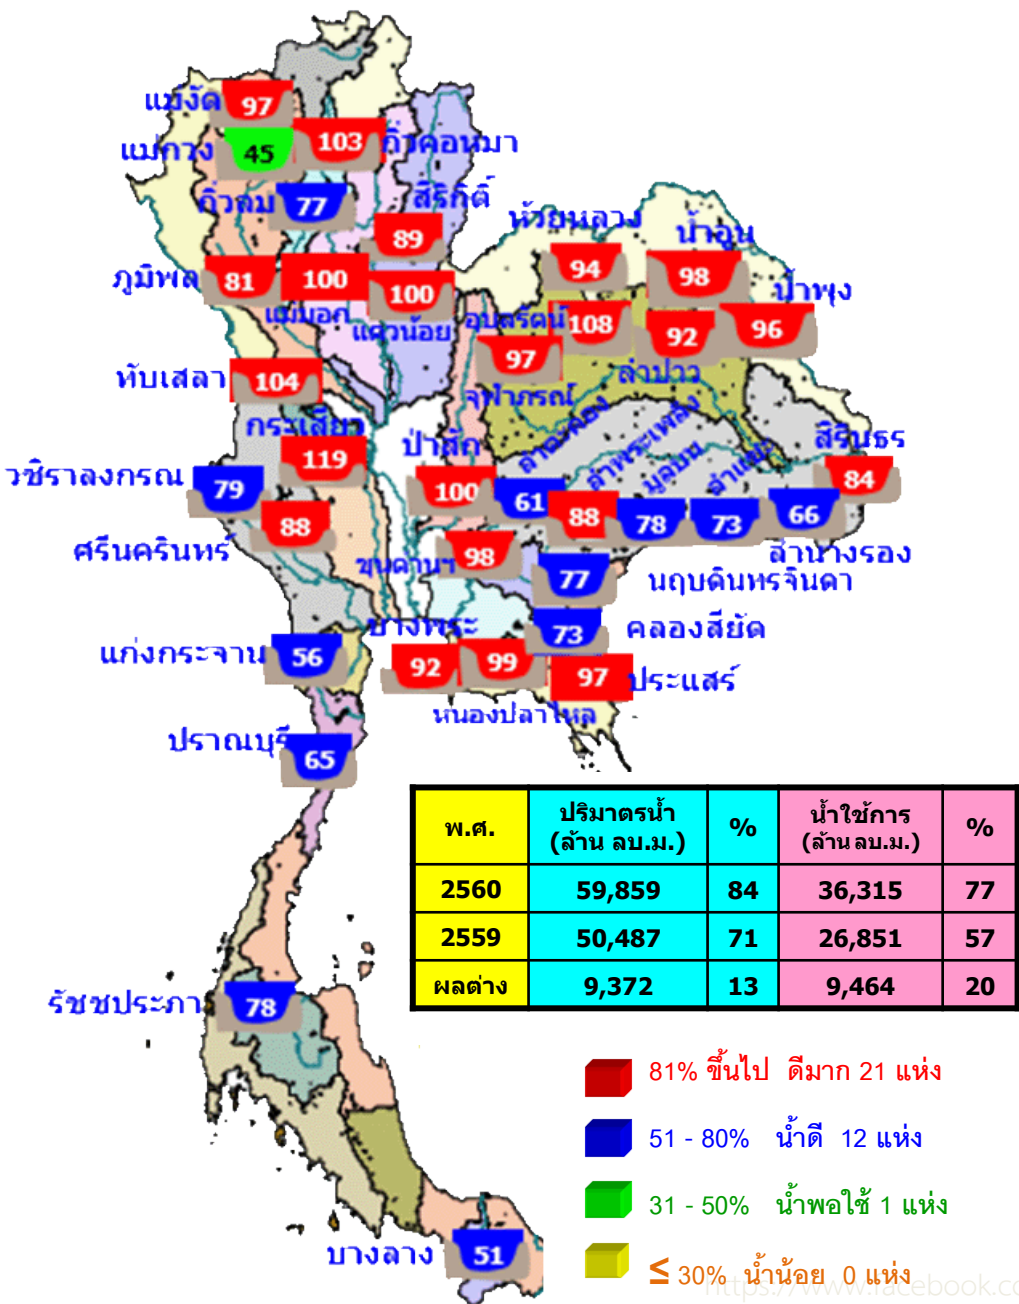 แม่งัด 97
แม่กวง 45 103 กิ่วคอหมา
กิ่วลม 77 สิริกิติ์
89
ห้วยหลวง น้ำอูน
94 98
ภูมิพล 81 100 100 น้ำพุง
แม่มอก แควน้อย อุบลรัตน์ 108 92 96
97
ทับเสลา 104 จุฬาภรณ์ ลำปาว
กระเสียว ป่าสัก ลำตะคอง ลำพระเพลิง มูลบน ลำแชะ สิรินธร
119
วชิราลงกรณ 79 100 61 88 78 73 66 84
88
ศรีนครินทร์ ขุนด่านฯ 98 ลำนางรอง
77 นฤบดินทรจินดา
บางพระ 73 คลองสียัด
แก่งกระจาน 56 92 99 97 ประแสร์
หนองปลาไหล
ปราณบุรี 65
พ.ศ. ปริมาตรน้ำ (ล้าน ลบ.ม.) % น้ำใช้การ (ล้าน ลบ.ม.) %
2560 59,859 84 36,315 77
2559 50,487 71 26,851 57
ผลต่าง 9,372 13 9,464 20
รัชชประภา 78
81% ขึ้นไป ดีมาก 21 แห่ง
51 - 80% น้ำดี 12 แห่ง
31 - 50% น้ำพอใช้ 1 แห่ง
บางลาง 51
≤ 30% น้ำน้อย 0 แห่ง
https://www.facebook.co